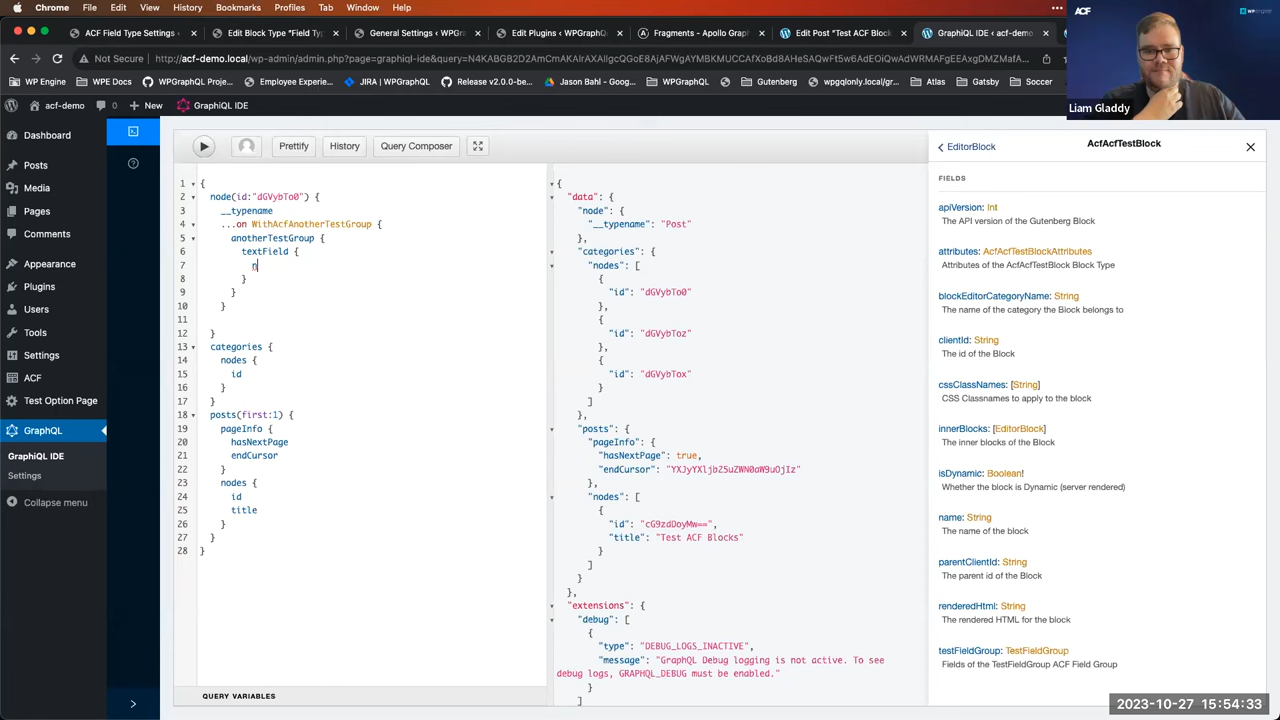 Chrome File Edit View History Bookmarks Profiles Tab Window Help
ACF Field Type Settings
Edit Block Type "Field Typ
General Settings ‹ WPGra
Edit Plugins ‹ WPGraphQL
Fragments - Apollo Grap
Edit Post "Test ACF Block
GraphiQL IDE ‹ acf-demo
Not Secure http://acf-demo.local/wp-admin/admin.php?page=graphiql-ide&query=
WP Engine WPE Docs WPGraphQL Proje... Employee Experie... JIRA | WPGraphQL Release v2.0.0-be... Jason Bahl - WPE Gutenberg wpgqlonly.local/gr... Atlas Gatsby Soccer
acf-demo 0 New GraphiQL IDE
ACF
WP engine
Liam Gladdy
Dashboard
Posts
Media
Pages
Comments
Appearance
Plugins
Users
Tools
Settings
ACF
Test Option Page
GraphQL
GraphiQL IDE
Settings
Collapse menu
Prettify History Query Composer
1 {
2 node(id:"dGVybTo0") {
3 __typename
4 ...on WithAcfAnotherTestGroup {
5 anotherTestGroup {
6 textField {
7 n
8 }
9 }
10 }
11
12 }
13 categories {
14 nodes {
15 id
16 }
17 }
18 posts(first:1) {
19 pageInfo {
20 hasNextPage
21 endCursor
22 }
23 nodes {
24 id
25 title
26 }
27 }
28 }
QUERY VARIABLES
{
"data": {
"node": {
"__typename": "Post"
},
"categories": {
"nodes": [
{
"id": "dGVybTo0"
},
{
"id": "dGVybToz"
},
{
"id": "dGVybTox"
}
]
},
"posts": {
"pageInfo": {
"hasNextPage": true,
"endCursor": "YXJyYXljb25uZWN0aW9uOjIz"
},
"nodes": [
{
"id": "cG9zdDoyMw==",
"title": "Test ACF Blocks"
}
]
}
},
"extensions": {
"debug": [
{
"type": "DEBUG_LOGS_INACTIVE",
"message": "GraphQL Debug logging is not active. To see
debug logs, GRAPHQL_DEBUG must be enabled."
}
]
EditorBlock AcfAcfTestBlock
FIELDS
apiVersion: Int
The API version of the Gutenberg Block
attributes: AcfAcfTestBlockAttributes
Attributes of the AcfAcfTestBlock Block Type
blockEditorCategoryName: String
The name of the category the Block belongs to
clientId: String
The id of the Block
cssClassNames: [String]
CSS Classnames to apply to the block
innerBlocks: [EditorBlock]
The inner blocks of the Block
isDynamic: Boolean!
Whether the block is Dynamic (server rendered)
name: String
The name of the block
parentClientId: String
The parent id of the Block
renderedHtml: String
The rendered HTML for the block
testFieldGroup: TestFieldGroup
Fields of the TestFieldGroup ACF Field Group
2023-10-27 15:54:33